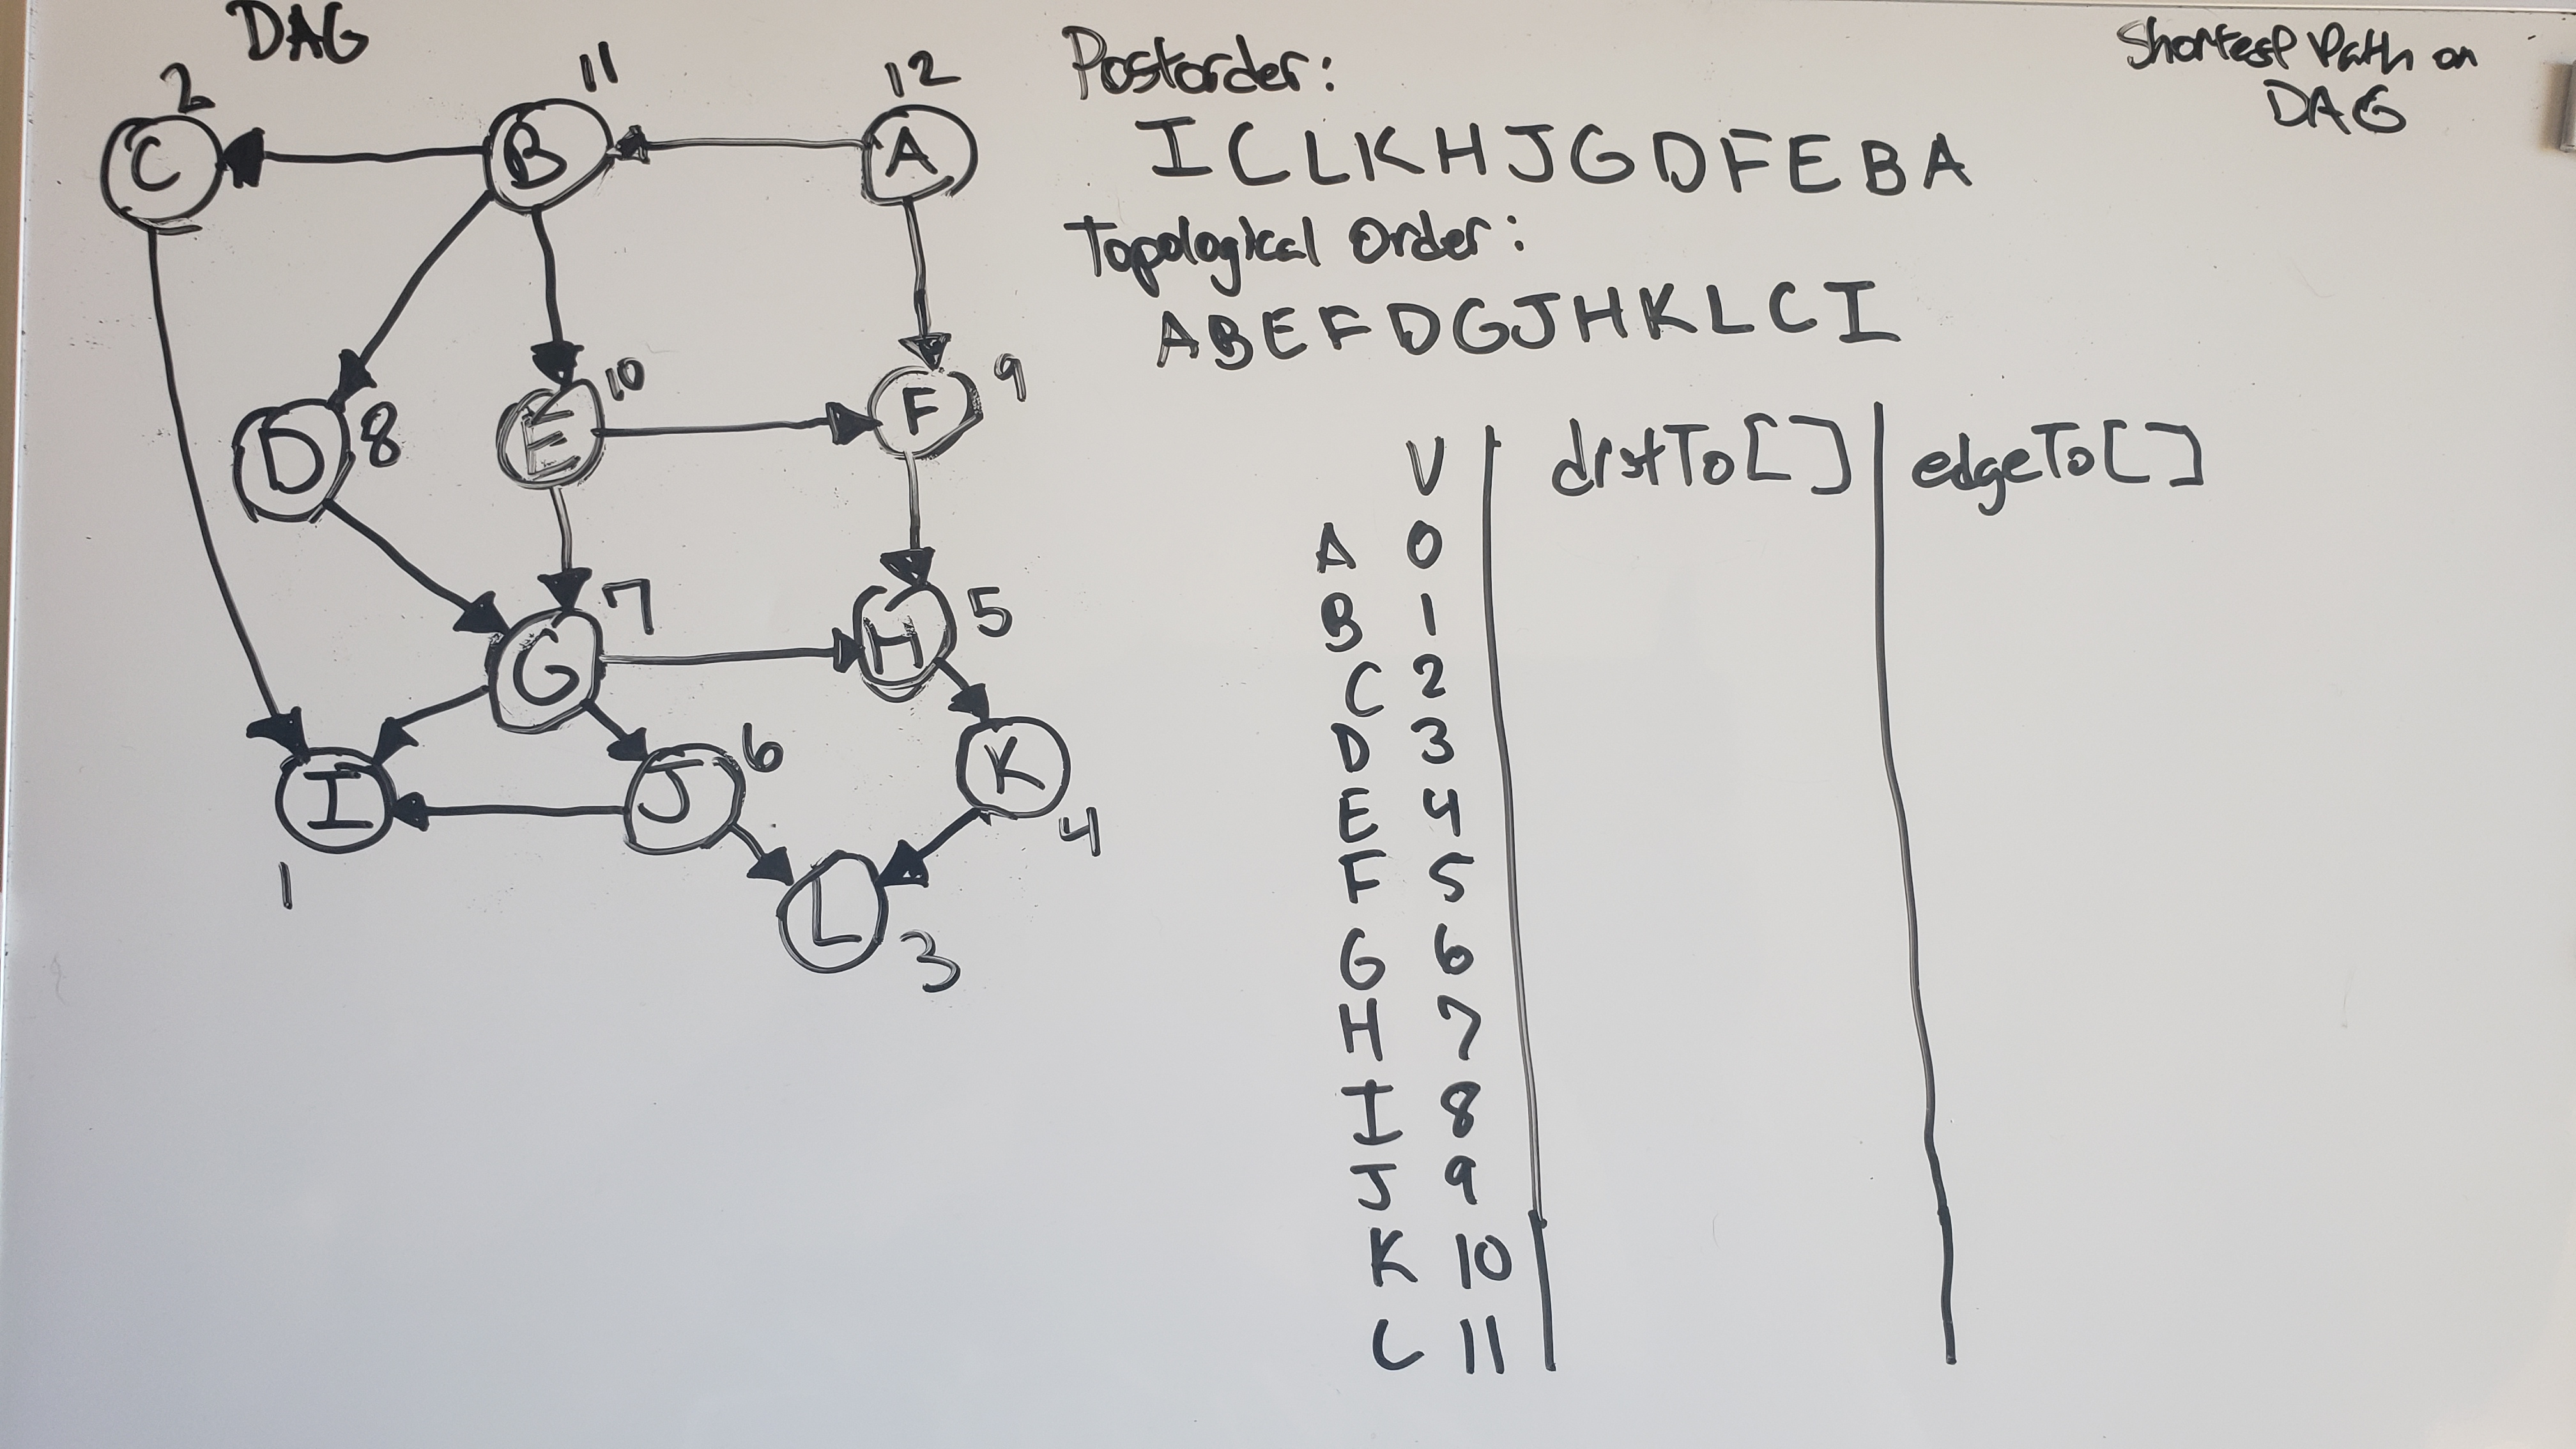 DAG
2
11
12
C
B
A
10
9
D
8
E
F
7
5
G
H
6
I
J
K
1
4
L
3
Postorder:
ICLKHJGDFEBA
Topological Order:
ABEFDGJHKLCI
Shortest Path on
DAG
V distTo[] edgeTo[]
A 0
B 1
C 2
D 3
E 4
F 5
G 6
H 7
I 8
J 9
K 10
L 11